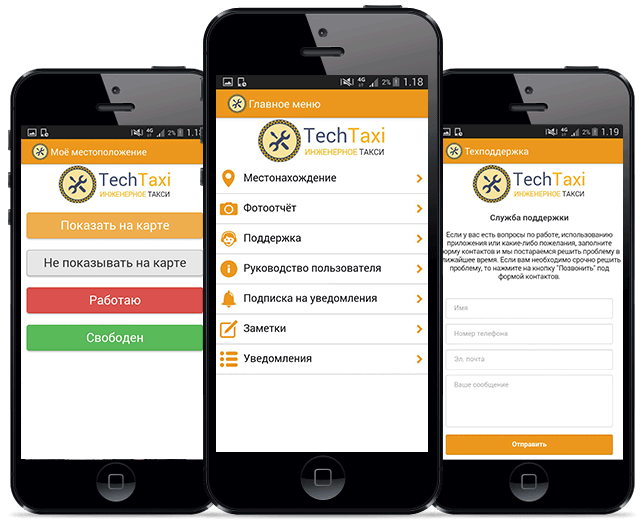 4G 2% 1.18
Моё местоположение
TechTaxi
ИНЖЕНЕРНОЕ ТАКСИ
Показать на карте
Не показывать на карте
Работаю
Свободен
4G 2% 1.18
Главное меню
TechTaxi
ИНЖЕНЕРНОЕ ТАКСИ
Местонахождение
Фотоотчёт
Поддержка
Руководство пользователя
Подписка на уведомления
Заметки
Уведомления
4G 2% 1.19
Техподдержка
TechTaxi
ИНЖЕНЕРНОЕ ТАКСИ
Служба поддержки
Если у вас есть вопросы по работе, использованию
приложения или какие-либо пожелания, заполните
форму контактов и мы постараемся решить проблему в
ближайшее время. Если вам необходимо срочно решить
проблему, то нажмите на кнопку "Позвонить" под
формой контактов.
Имя
Номер телефона
Эл. почта
Ваше сообщение
Отправить